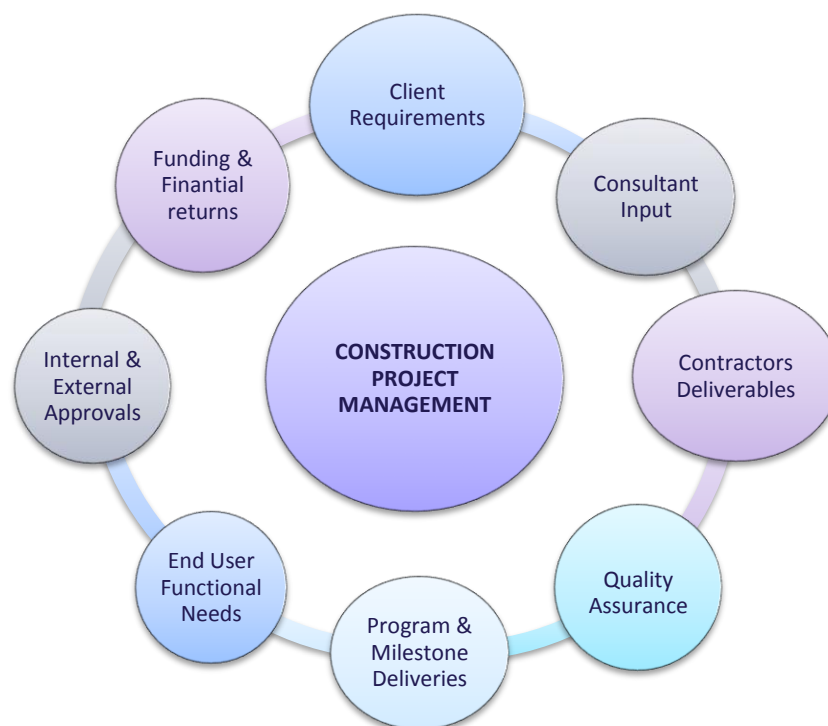 Client
Requirements
Consultant
Input
Contractors
Deliverables
Quality
Assurance
Program &
Milestone
Deliveries
End User
Functional
Needs
Internal &
External
Approvals
Funding &
Finantial
returns
CONSTRUCTION
PROJECT
MANAGEMENT